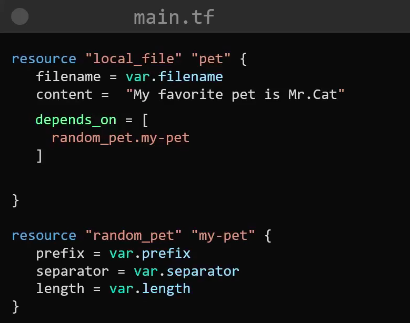 main.tf
resource "local_file" "pet" {
filename = var.filename
content = "My favorite pet is Mr.Cat"
depends_on = [
random_pet.my-pet
]
}
resource "random_pet" "my-pet" {
prefix = var.prefix
separator = var.separator
length = var.length
}